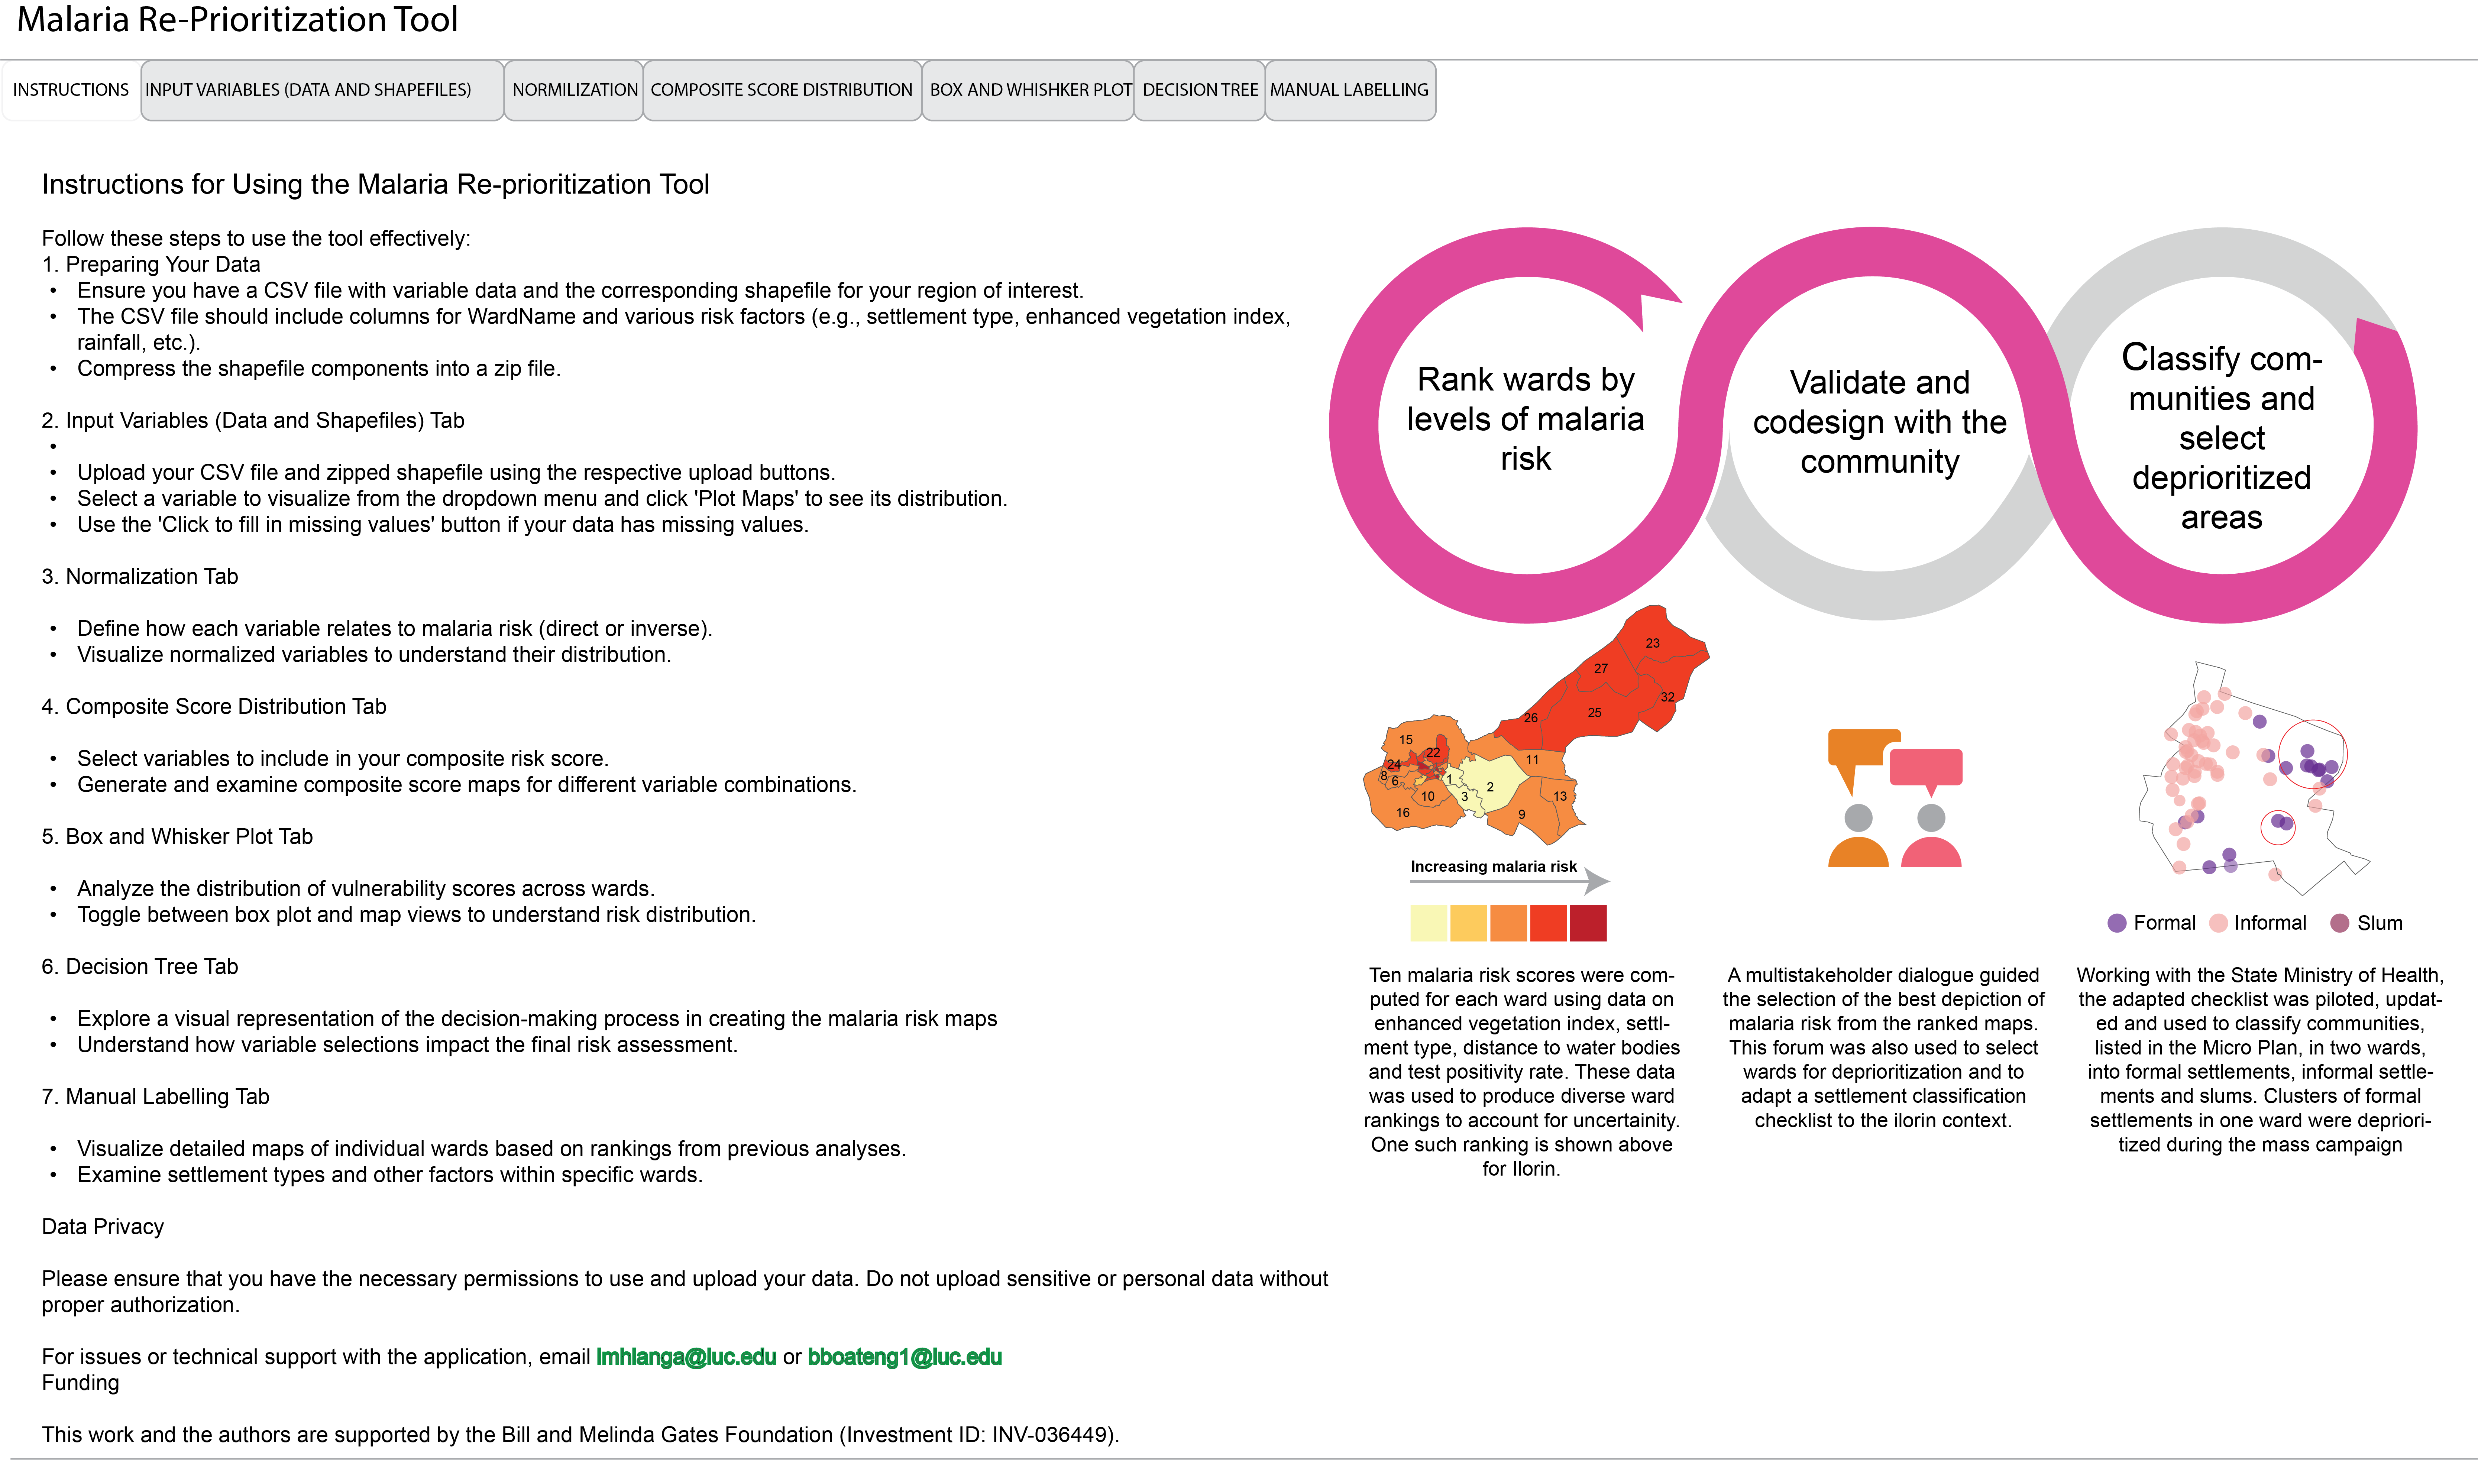 Malaria Re-Prioritization Tool
INSTRUCTIONS
INPUT VARIABLES (DATA AND SHAPEFILES)
NORMILIZATION
COMPOSITE SCORE DISTRIBUTION
BOX AND WHISHKER PLOT
DECISION TREE
MANUAL LABELLING
Instructions for Using the Malaria Re-prioritization Tool
Follow these steps to use the tool effectively:
1. Preparing Your Data
• Ensure you have a CSV file with variable data and the corresponding shapefile for your region of interest.
• The CSV file should include columns for WardName and various risk factors (e.g., settlement type, enhanced vegetation index,
rainfall, etc.).
• Compress the shapefile components into a zip file.
2. Input Variables (Data and Shapefiles) Tab
•
• Upload your CSV file and zipped shapefile using the respective upload buttons.
• Select a variable to visualize from the dropdown menu and click 'Plot Maps' to see its distribution.
• Use the 'Click to fill in missing values' button if your data has missing values.
3. Normalization Tab
• Define how each variable relates to malaria risk (direct or inverse).
• Visualize normalized variables to understand their distribution.
4. Composite Score Distribution Tab
• Select variables to include in your composite risk score.
• Generate and examine composite score maps for different variable combinations.
5. Box and Whisker Plot Tab
• Analyze the distribution of vulnerability scores across wards.
• Toggle between box plot and map views to understand risk distribution.
6. Decision Tree Tab
• Explore a visual representation of the decision-making process in creating the malaria risk maps
• Understand how variable selections impact the final risk assessment.
7. Manual Labelling Tab
• Visualize detailed maps of individual wards based on rankings from previous analyses.
• Examine settlement types and other factors within specific wards.
Data Privacy
Please ensure that you have the necessary permissions to use and upload your data. Do not upload sensitive or personal data without
proper authorization.
For issues or technical support with the application, email lmhlanga@luc.edu or bboateng1@luc.edu
Funding
This work and the authors are supported by the Bill and Melinda Gates Foundation (Investment ID: INV-036449).
Rank wards by
levels of malaria
risk
Validate and
codesign with the
community
Classify com-
munities and
select
deprioritized
areas
23
27
32
25
26
15
22
11
24
8
6
1
2
10
3
13
16
9
Increasing malaria risk
Formal
Informal
Slum
Ten malaria risk scores were com-
puted for each ward using data on
enhanced vegetation index, settl-
ment type, distance to water bodies
and test positivity rate. These data
was used to produce diverse ward
rankings to account for uncertainity.
One such ranking is shown above
for Ilorin.
A multistakeholder dialogue guided
the selection of the best depiction of
malaria risk from the ranked maps.
This forum was also used to select
wards for deprioritization and to
adapt a settlement classification
checklist to the ilorin context.
Working with the State Ministry of Health,
the adapted checklist was piloted, updat-
ed and used to classify communities,
listed in the Micro Plan, in two wards,
into formal settlements, informal settle-
ments and slums. Clusters of formal
settlements in one ward were depriori-
tized during the mass campaign